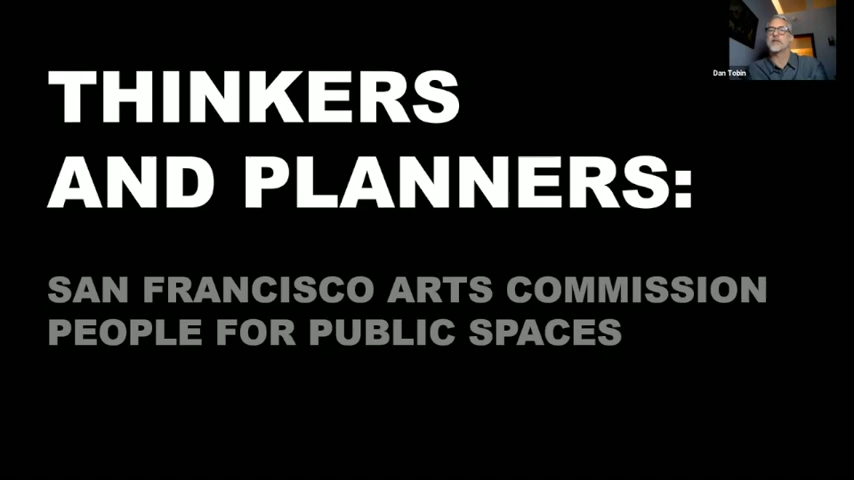 THINKERS
AND PLANNERS:
SAN FRANCISCO ARTS COMMISSION
PEOPLE FOR PUBLIC SPACES
Dan Tobin